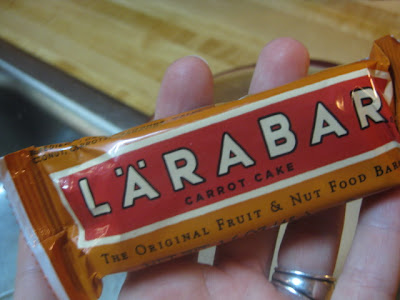 LÄRABAR
CARROT CAKE
THE ORIGINAL FRUIT & NUT FOOD BAR